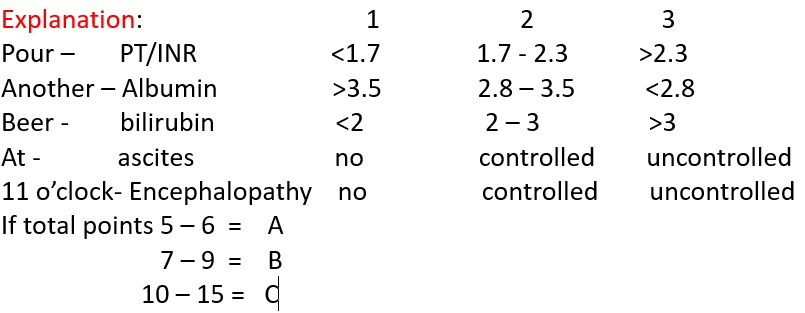 Explanation: 1 2 3
Pour – PT/INR <1.7 1.7 - 2.3 >2.3
Another – Albumin >3.5 2.8 – 3.5 <2.8
Beer - bilirubin <2 2 – 3 >3
At - ascites no controlled uncontrolled
11 o’clock- Encephalopathy no controlled uncontrolled
If total points 5 – 6 = A
7 – 9 = B
10 – 15 = C